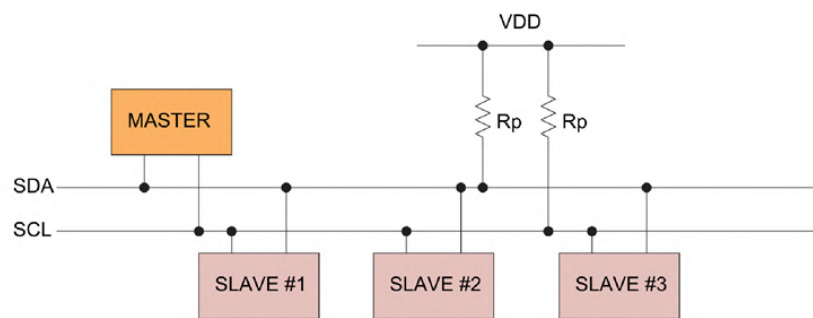 VDD
MASTER
Rp Rp
SDA
SCL
SLAVE #1 SLAVE #2 SLAVE #3